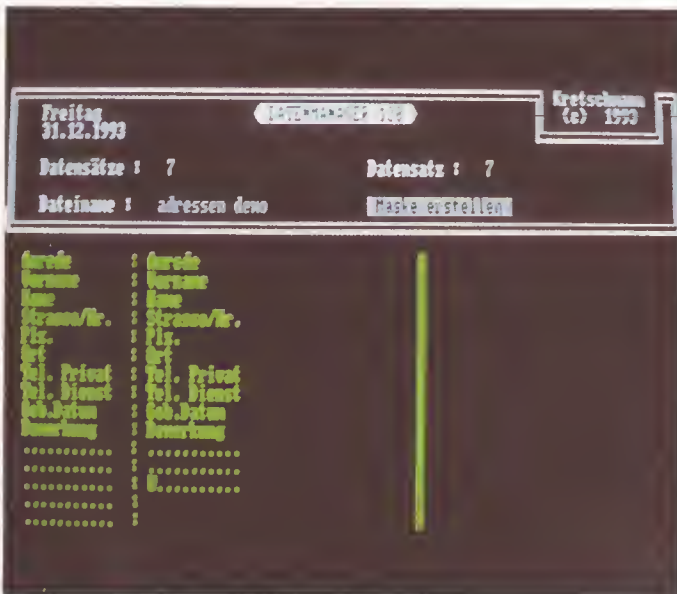 Kretschmann
Freitag (c) 1993
31.12.1993
Datensätze : 7 Datensatz : 7
Dateiname : adressen demo Maske erstellen
Anrede : Anrede
Vorname : Vorname
Name : Name
Strasse/Nr. : Strasse/Nr.
Plz. : Plz.
Ort : Ort
Tel. Privat : Tel. Privat
Tel. Dienst : Tel. Dienst
Geb.Datum : Geb.Datum
Bemerkung : Bemerkung
........... : ...........
........... : ...........
........... : ..........
........... :
........... :